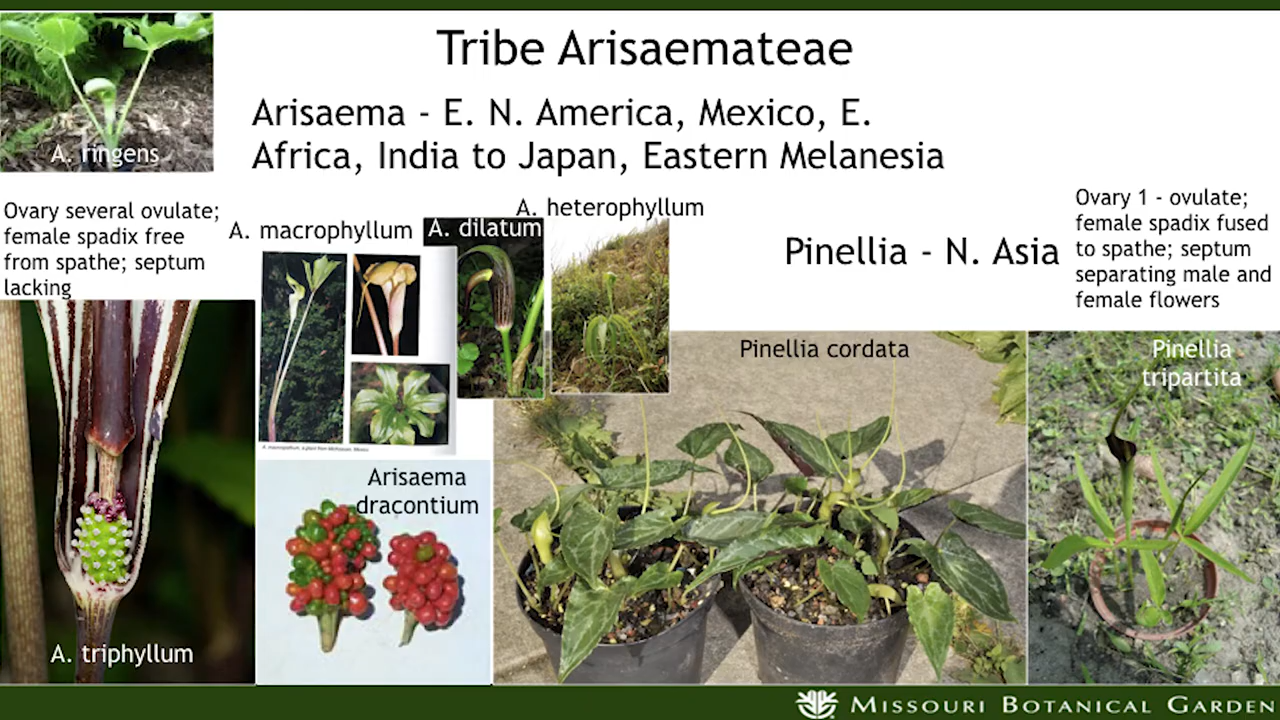 Tribe Arisaemateae
Arisaema - E. N. America, Mexico, E.
Africa, India to Japan, Eastern Melanesia
A. ringens
Ovary several ovulate;
female spadix free
from spathe; septum
lacking
A. macrophyllum
A. dilatum
A. heterophyllum
Pinellia - N. Asia
Ovary 1 - ovulate;
female spadix fused
to spathe; septum
separating male and
female flowers
Pinellia cordata
Pinellia
tripartita
Arisaema
dracontium
A. triphyllum
MISSOURI BOTANICAL GARDEN